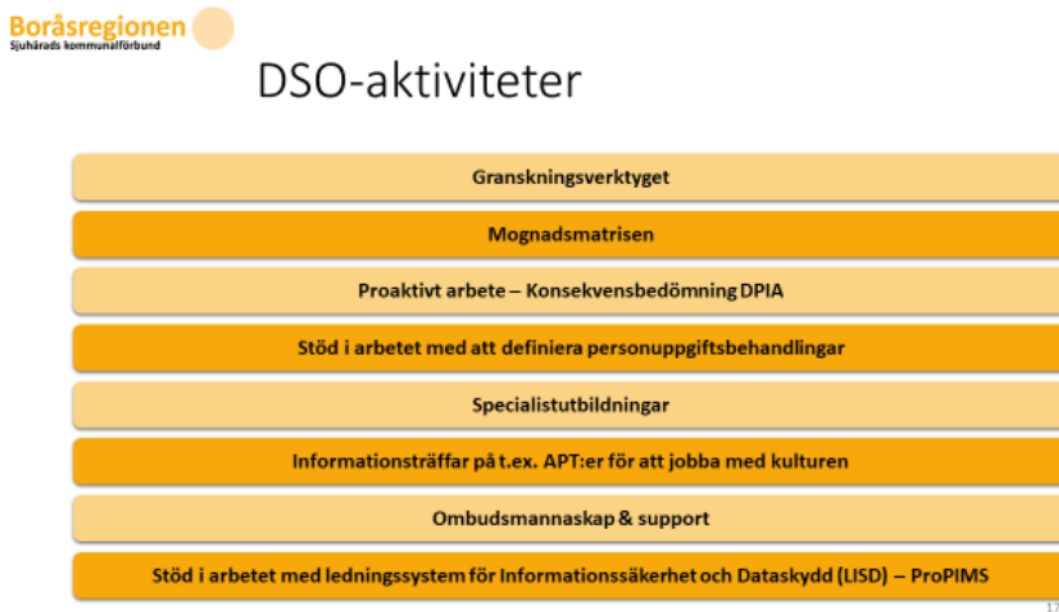 Boråsregionen
Sjuhärads kommunalförbund
DSO-aktiviteter
Granskningsverktyget
Mognadsmatrisen
Proaktivt arbete – Konsekvensbedömning DPIA
Stöd i arbetet med att definiera personuppgiftsbehandlingar
Specialistutbildningar
Informationsträffar på t.ex. APT:er för att jobba med kulturen
Ombudsmannaskap & support
Stöd i arbetet med ledningssystem för Informationssäkerhet och Dataskydd (LISD) – ProPIMS